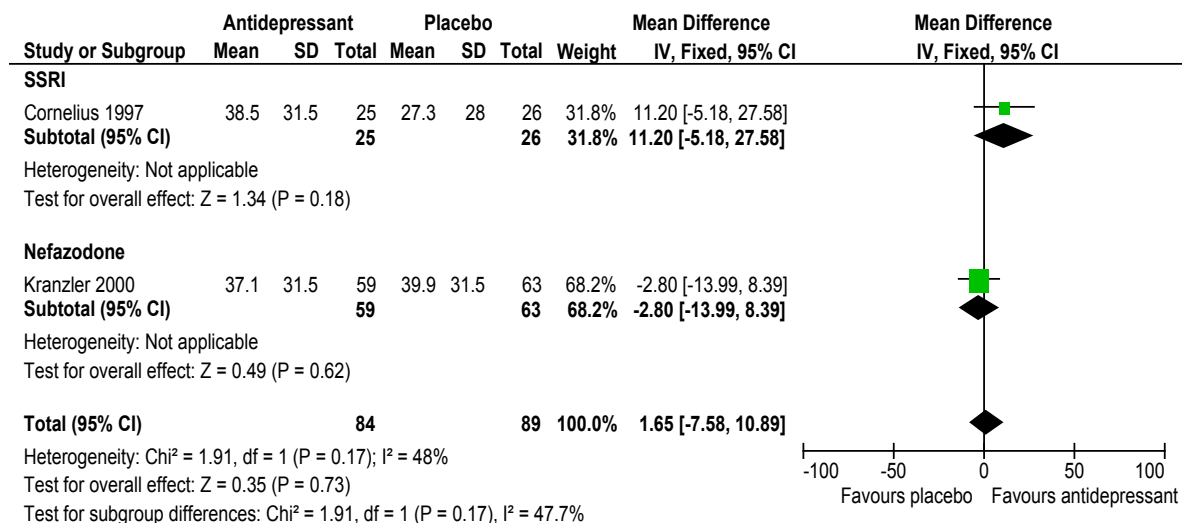 Antidepressant Placebo Mean Difference Mean Difference
Study or Subgroup Mean SD Total Mean SD Total Weight IV, Fixed, 95% CI IV, Fixed, 95% CI
SSRI
Cornelius 1997 38.5 31.5 25 27.3 28 26 31.8% 11.20 [-5.18, 27.58]
Subtotal (95% CI) 25 26 31.8% 11.20 [-5.18, 27.58]
Heterogeneity: Not applicable
Test for overall effect: Z = 1.34 (P = 0.18)
Nefazodone
Kranzler 2000 37.1 31.5 59 39.9 31.5 63 68.2% -2.80 [-13.99, 8.39]
Subtotal (95% CI) 59 63 68.2% -2.80 [-13.99, 8.39]
Heterogeneity: Not applicable
Test for overall effect: Z = 0.49 (P = 0.62)
Total (95% CI) 84 89 100.0% 1.65 [-7.58, 10.89]
Heterogeneity: Chi² = 1.91, df = 1 (P = 0.17); I² = 48%
Test for overall effect: Z = 0.35 (P = 0.73)
Test for subgroup differences: Chi² = 1.91, df = 1 (P = 0.17), I² = 47.7%
-100 -50 0 50 100
Favours placebo Favours antidepressant